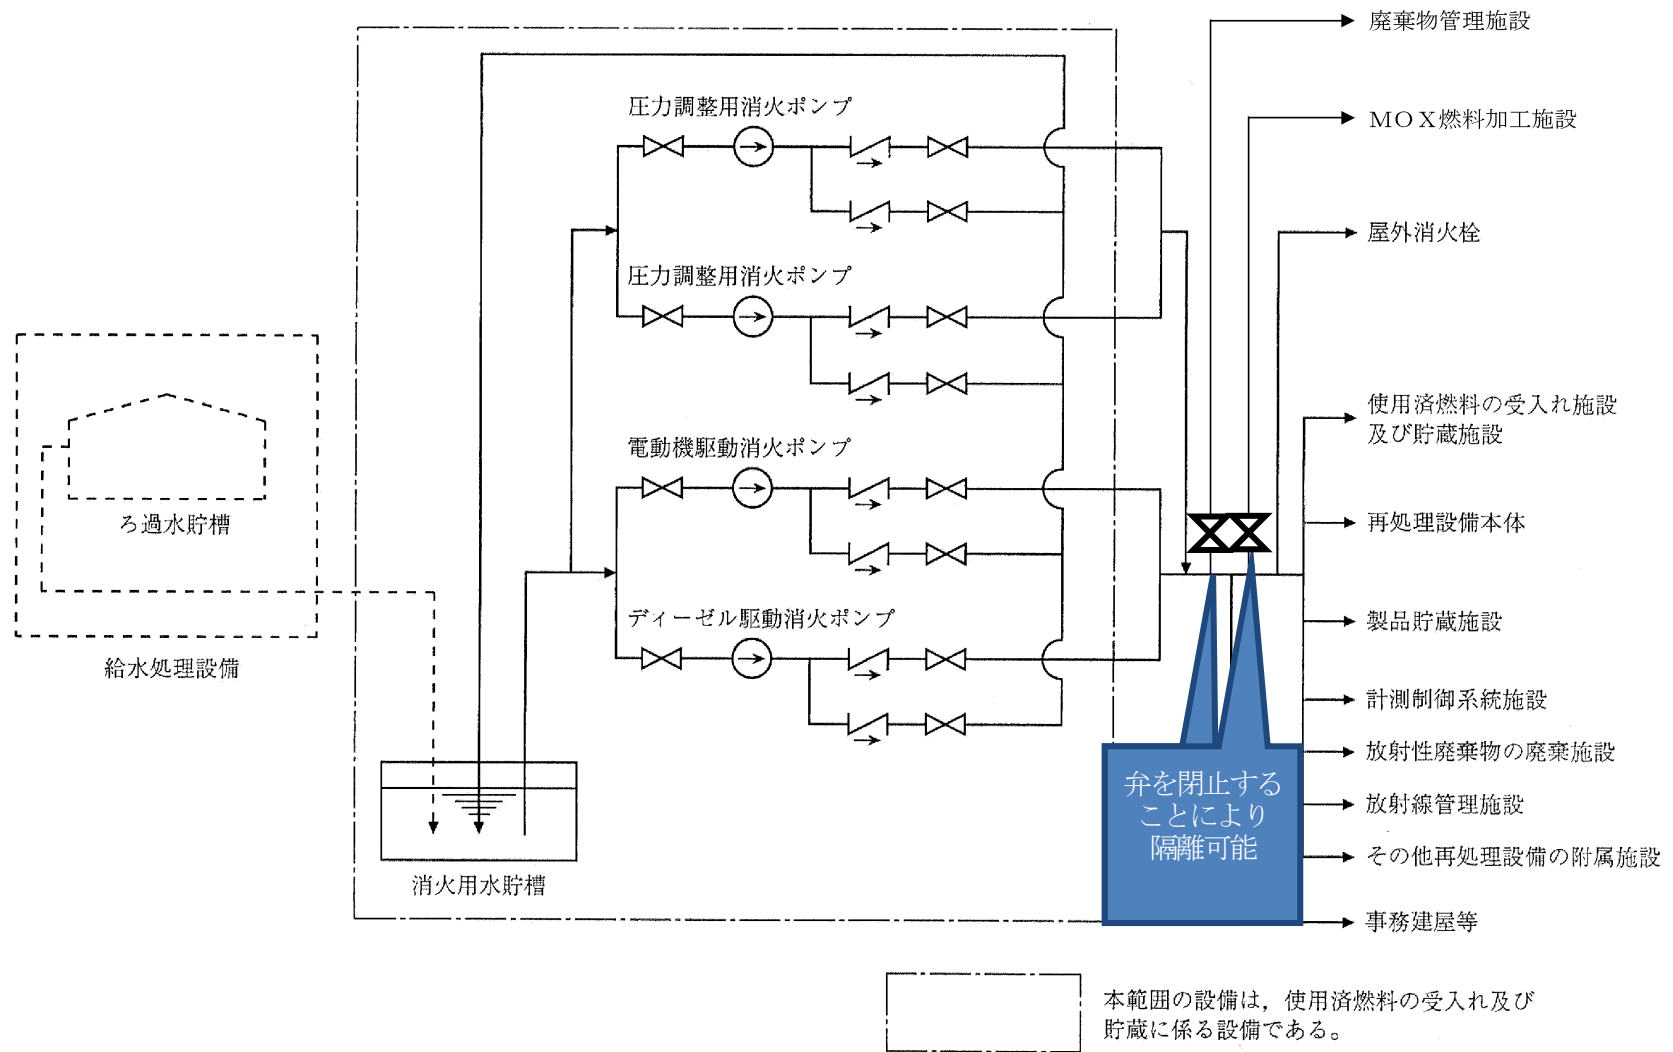 廃棄物管理施設
圧力調整用消火ポンプ
ＭＯＸ燃料加工施設
屋外消火栓
圧力調整用消火ポンプ
使用済燃料の受入れ施設
及び貯蔵施設
電動機駆動消火ポンプ
ろ過水貯槽
再処理設備本体
ディーゼル駆動消火ポンプ
製品貯蔵施設
給水処理設備
計測制御系統施設
放射性廃棄物の廃棄施設
弁を閉止する
ことにより
隔離可能
放射線管理施設
その他再処理設備の附属施設
消火用水貯槽
事務建屋等
本範囲の設備は，使用済燃料の受入れ及び
貯蔵に係る設備である。